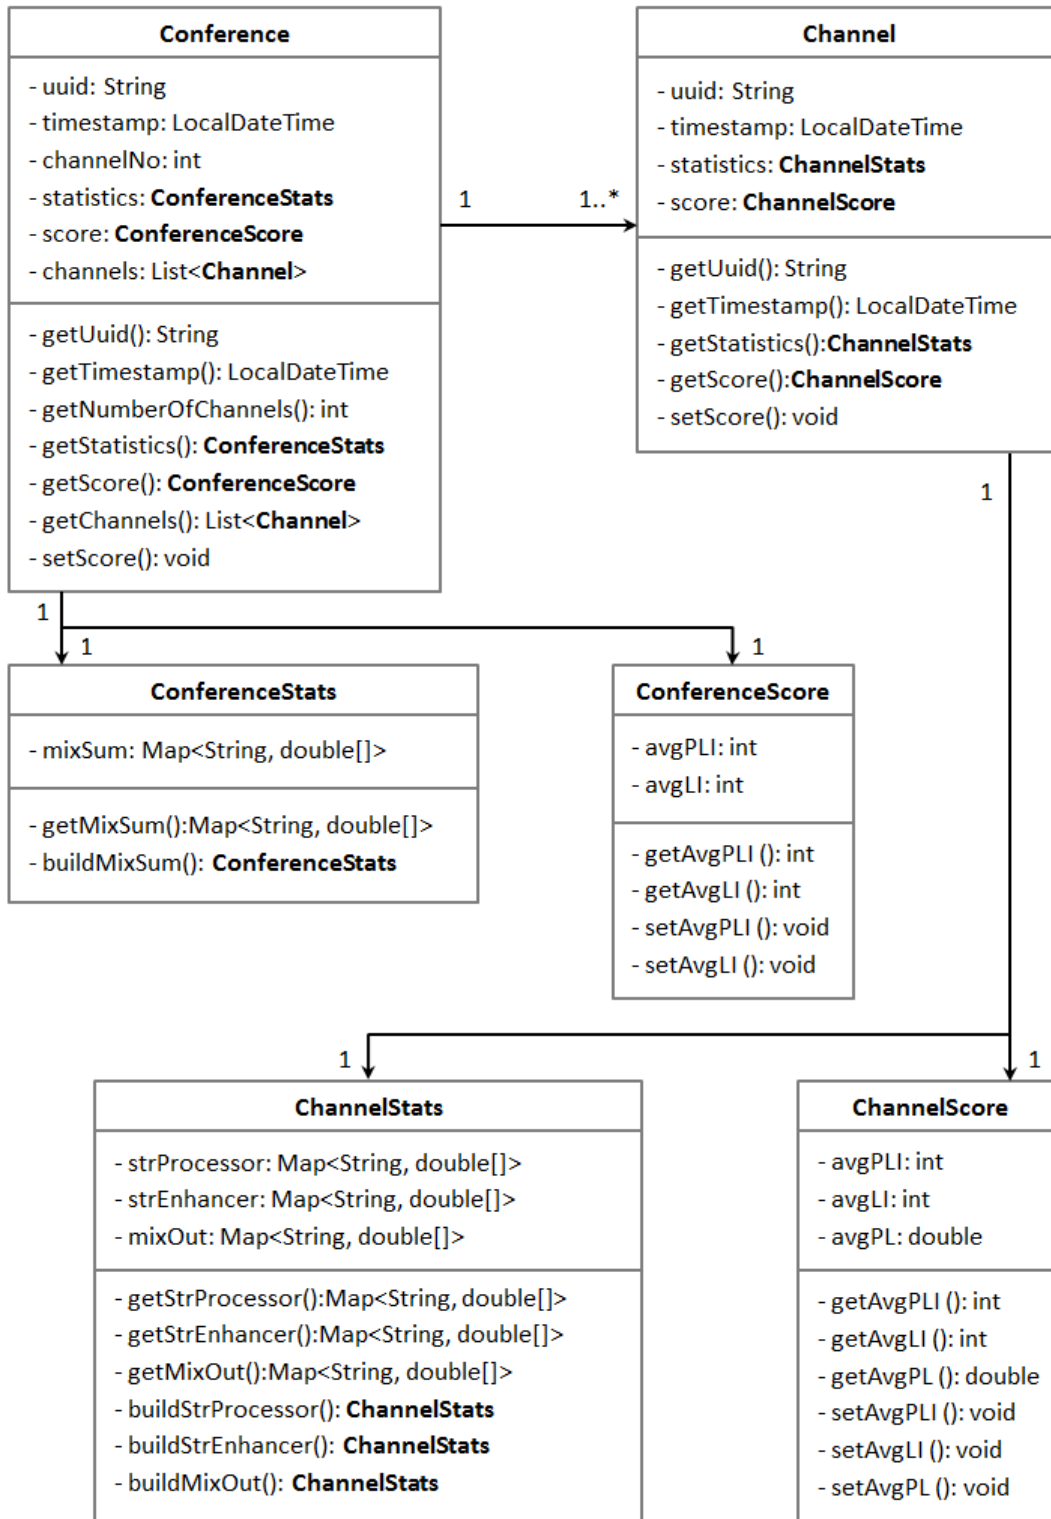 Conference
- uuid: String
- timestamp: LocalDateTime
- channelNo: int
- statistics: ConferenceStats
- score: ConferenceScore
- channels: List<Channel>
- getUuid(): String
- getTimestamp(): LocalDateTime
- getNumberOfChannels(): int
- getStatistics(): ConferenceStats
- getScore(): ConferenceScore
- getChannels(): List<Channel>
- setScore(): void
1
1..*
Channel
- uuid: String
- timestamp: LocalDateTime
- statistics: ChannelStats
- score: ChannelScore
- getUuid(): String
- getTimestamp(): LocalDateTime
- getStatistics():ChannelStats
- getScore():ChannelScore
- setScore(): void
1
1
1
1
ConferenceStats
- mixSum: Map<String, double[]>
- getMixSum():Map<String, double[]>
- buildMixSum(): ConferenceStats
ConferenceScore
- avgPLI: int
- avgLI: int
- getAvgPLI (): int
- getAvgLI (): int
- setAvgPLI (): void
- setAvgLI (): void
1
1
ChannelStats
- strProcessor: Map<String, double[]>
- strEnhancer: Map<String, double[]>
- mixOut: Map<String, double[]>
- getStrProcessor():Map<String, double[]>
- getStrEnhancer():Map<String, double[]>
- getMixOut():Map<String, double[]>
- buildStrProcessor(): ChannelStats
- buildStrEnhancer(): ChannelStats
- buildMixOut(): ChannelStats
ChannelScore
- avgPLI: int
- avgLI: int
- avgPL: double
- getAvgPLI (): int
- getAvgLI (): int
- getAvgPL (): double
- setAvgPLI (): void
- setAvgLI (): void
- setAvgPL (): void